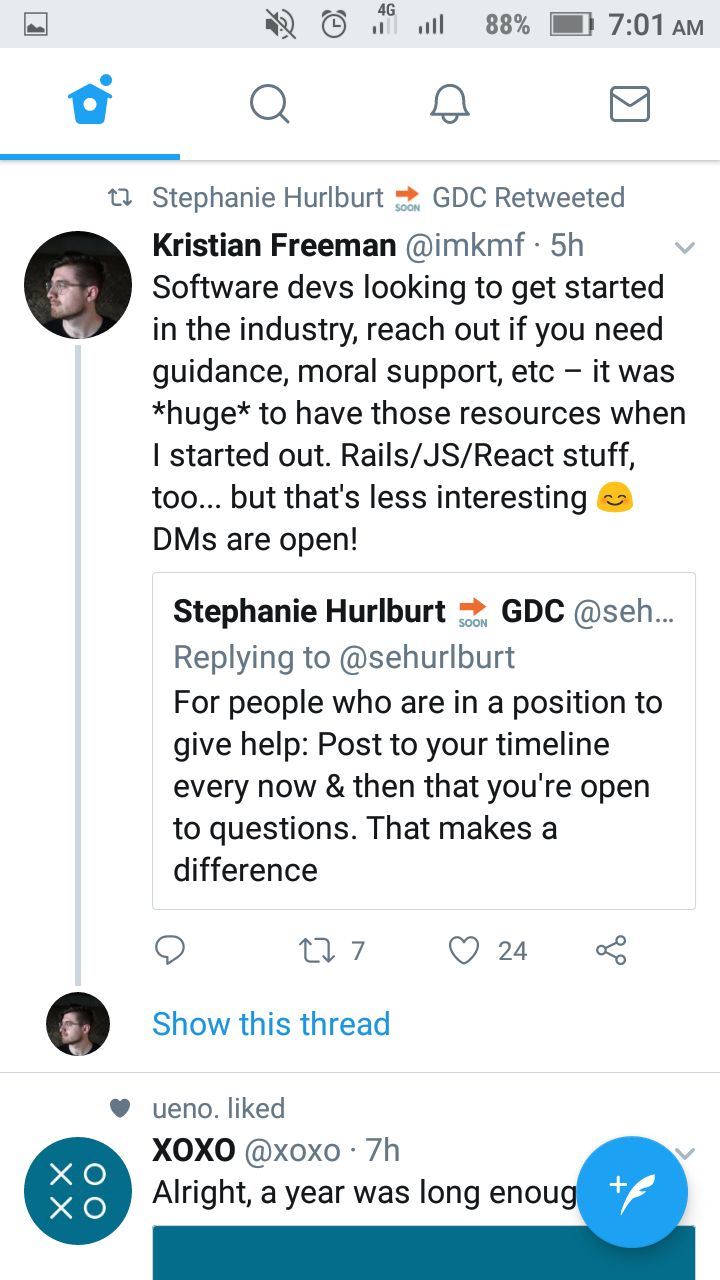 4G
88% 7:01 AM
Stephanie Hurlburt SOON GDC Retweeted
Kristian Freeman @imkmf · 5h
Software devs looking to get started
in the industry, reach out if you need
guidance, moral support, etc – it was
*huge* to have those resources when
I started out. Rails/JS/React stuff,
too... but that's less interesting 😊
DMs are open!
Stephanie Hurlburt SOON GDC @seh...
Replying to @sehurlburt
For people who are in a position to
give help: Post to your timeline
every now & then that you're open
to questions. That makes a
difference
7 24
Show this thread
ueno. liked
XOXO @xoxo · 7h
XO
XO
Alright, a year was long enoug